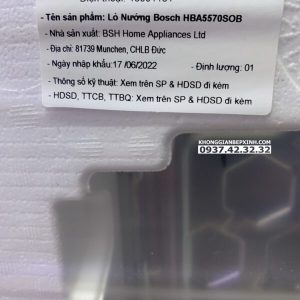 - Tên sản phẩm: Lò Nướng Bosch HBA5570SOB
- Nhà sản xuất: BSH Home Appliances Ltd
- Địa chỉ: 81739 Munchen, CHLB Đức
- Ngày nhập khẩu:17 /06/2022 - Định lượng: 01
- Thông số kỹ thuật: Xem trên SP & HDSD đi kèm
- HDSD, TTCB, TTBQ: Xem trên SP & HDSD đi kèm
KHONGGIANBEPXINH.COM
0937.42.32.32